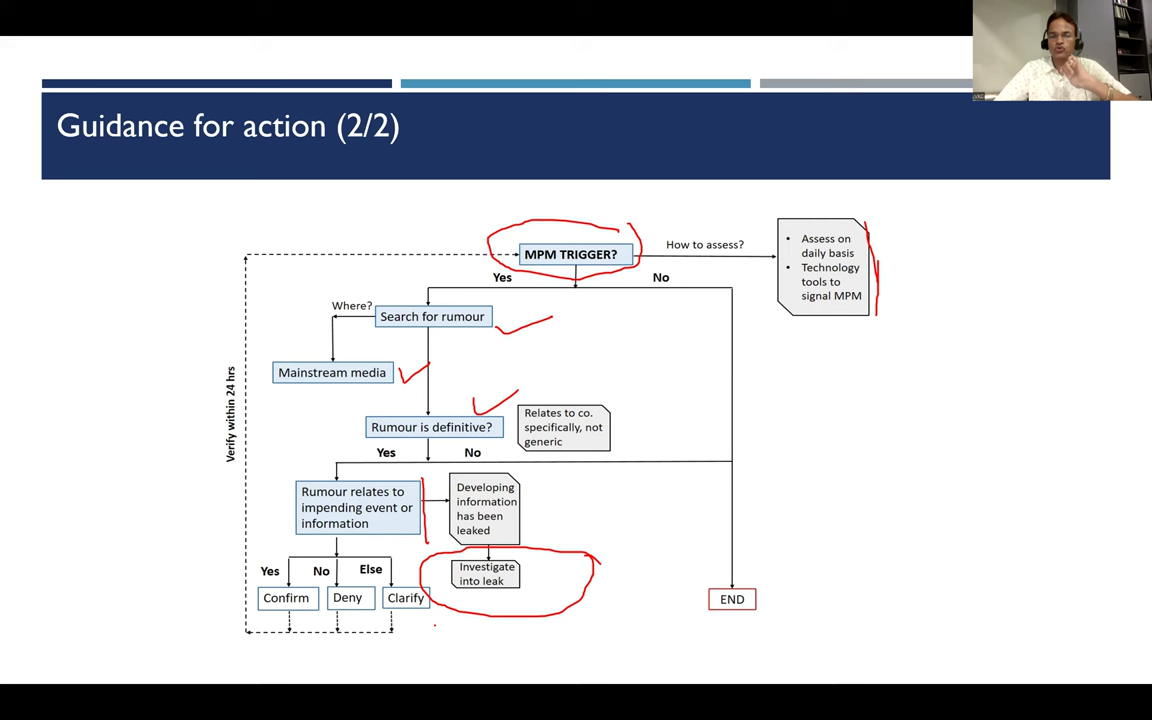 Guidance for action (2/2)
MPM TRIGGER?
How to assess?
• Assess on
daily basis
• Technology
tools to
signal MPM
Yes
No
Where?
Search for rumour
Mainstream media
Verify within 24 hrs
Rumour is definitive?
Relates to co.
specifically, not
generic
Yes
No
Rumour relates to
impending event or
information
Developing
information
has been
leaked
Investigate
into leak
Yes
No
Else
Confirm
Deny
Clarify
END